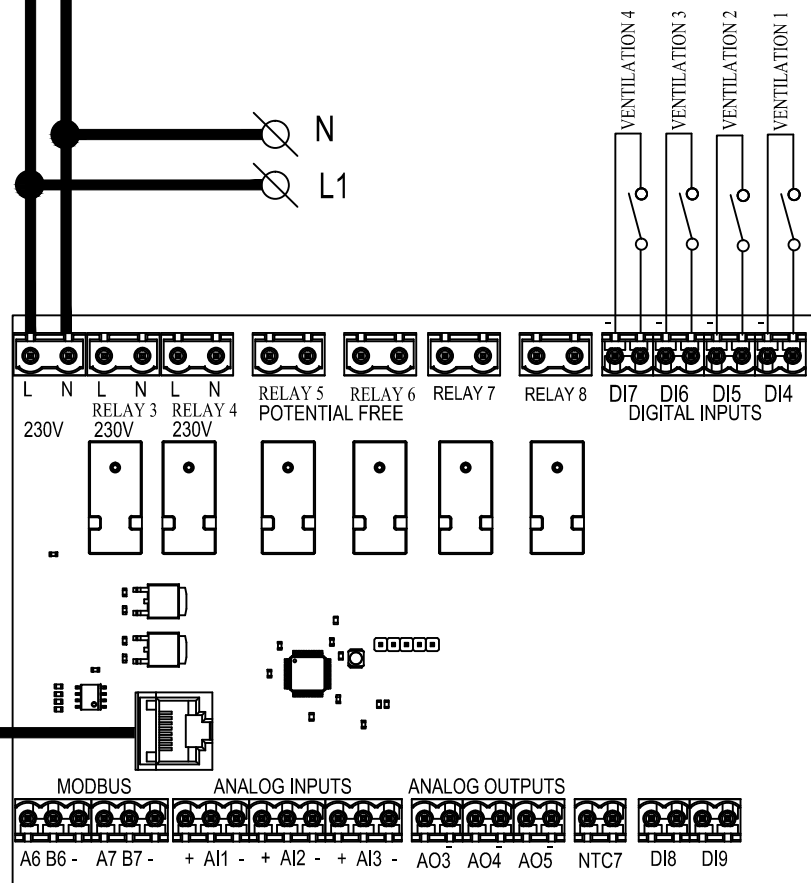 VENTILATION 4
VENTILATION 3
VENTILATION 2
VENTILATION 1
N
L1
- - - -
L N L N L N
RELAY 3 RELAY 4 RELAY 5 RELAY 6 RELAY 7 RELAY 8 DI7 DI6 DI5 DI4
230V 230V 230V POTENTIAL FREE DIGITAL INPUTS
MODBUS ANALOG INPUTS ANALOG OUTPUTS
A6 B6 - A7 B7 - + AI1 - + AI2 - + AI3 - AO3- AO4- AO5- NTC7 DI8 DI9